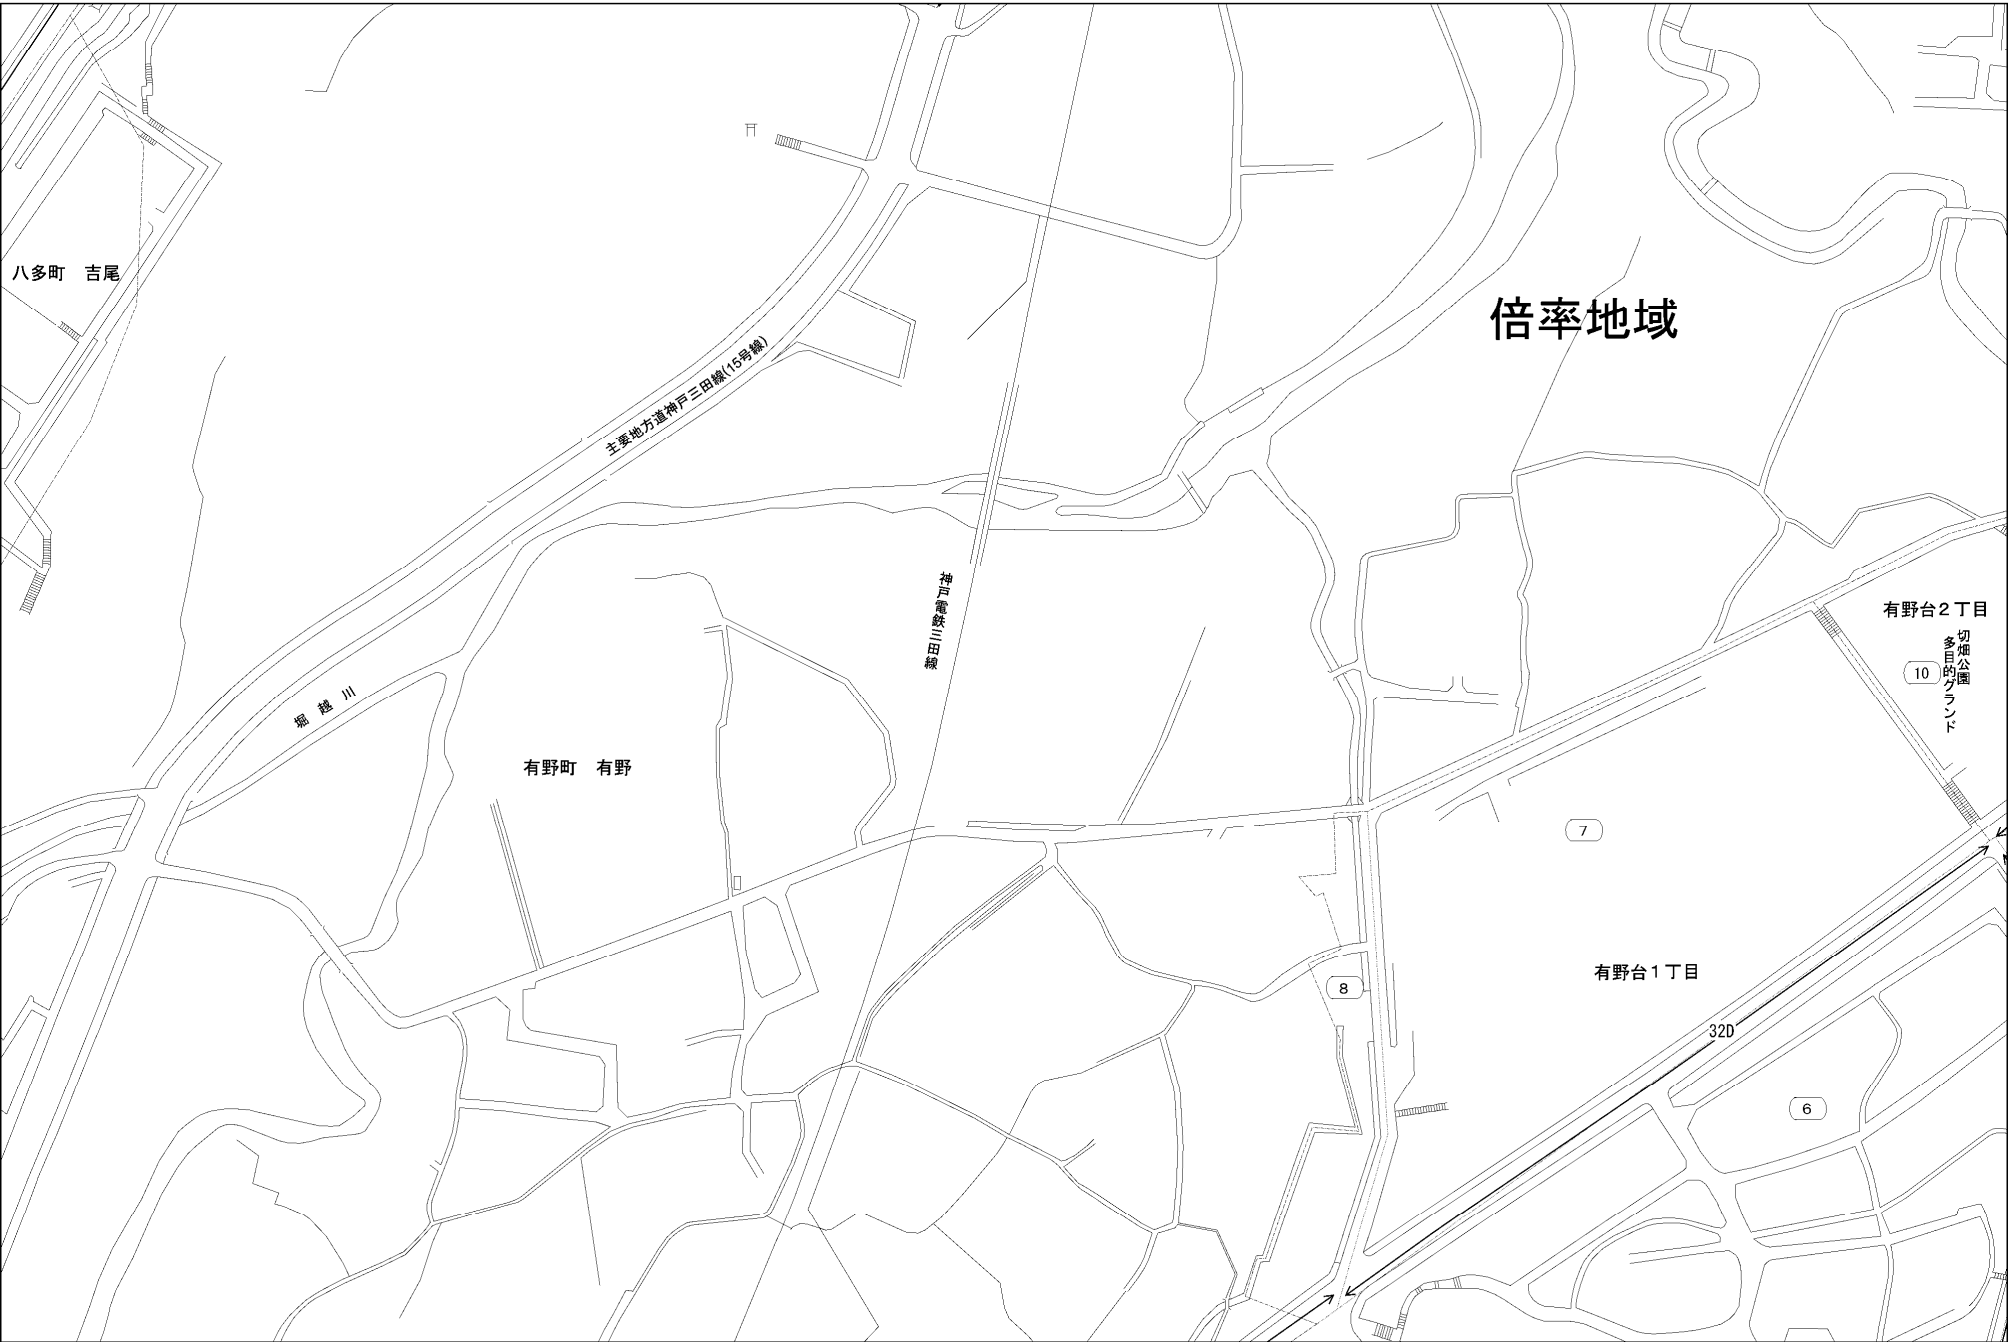 八多町　吉尾
倍率地域
主要地方道神戸三田線(15号線)
神戸電鉄三田線
有野台２丁目
切畑公園
多目的グランド
10
堀越川
有野町　有野
7
有野台１丁目
8
32D
6